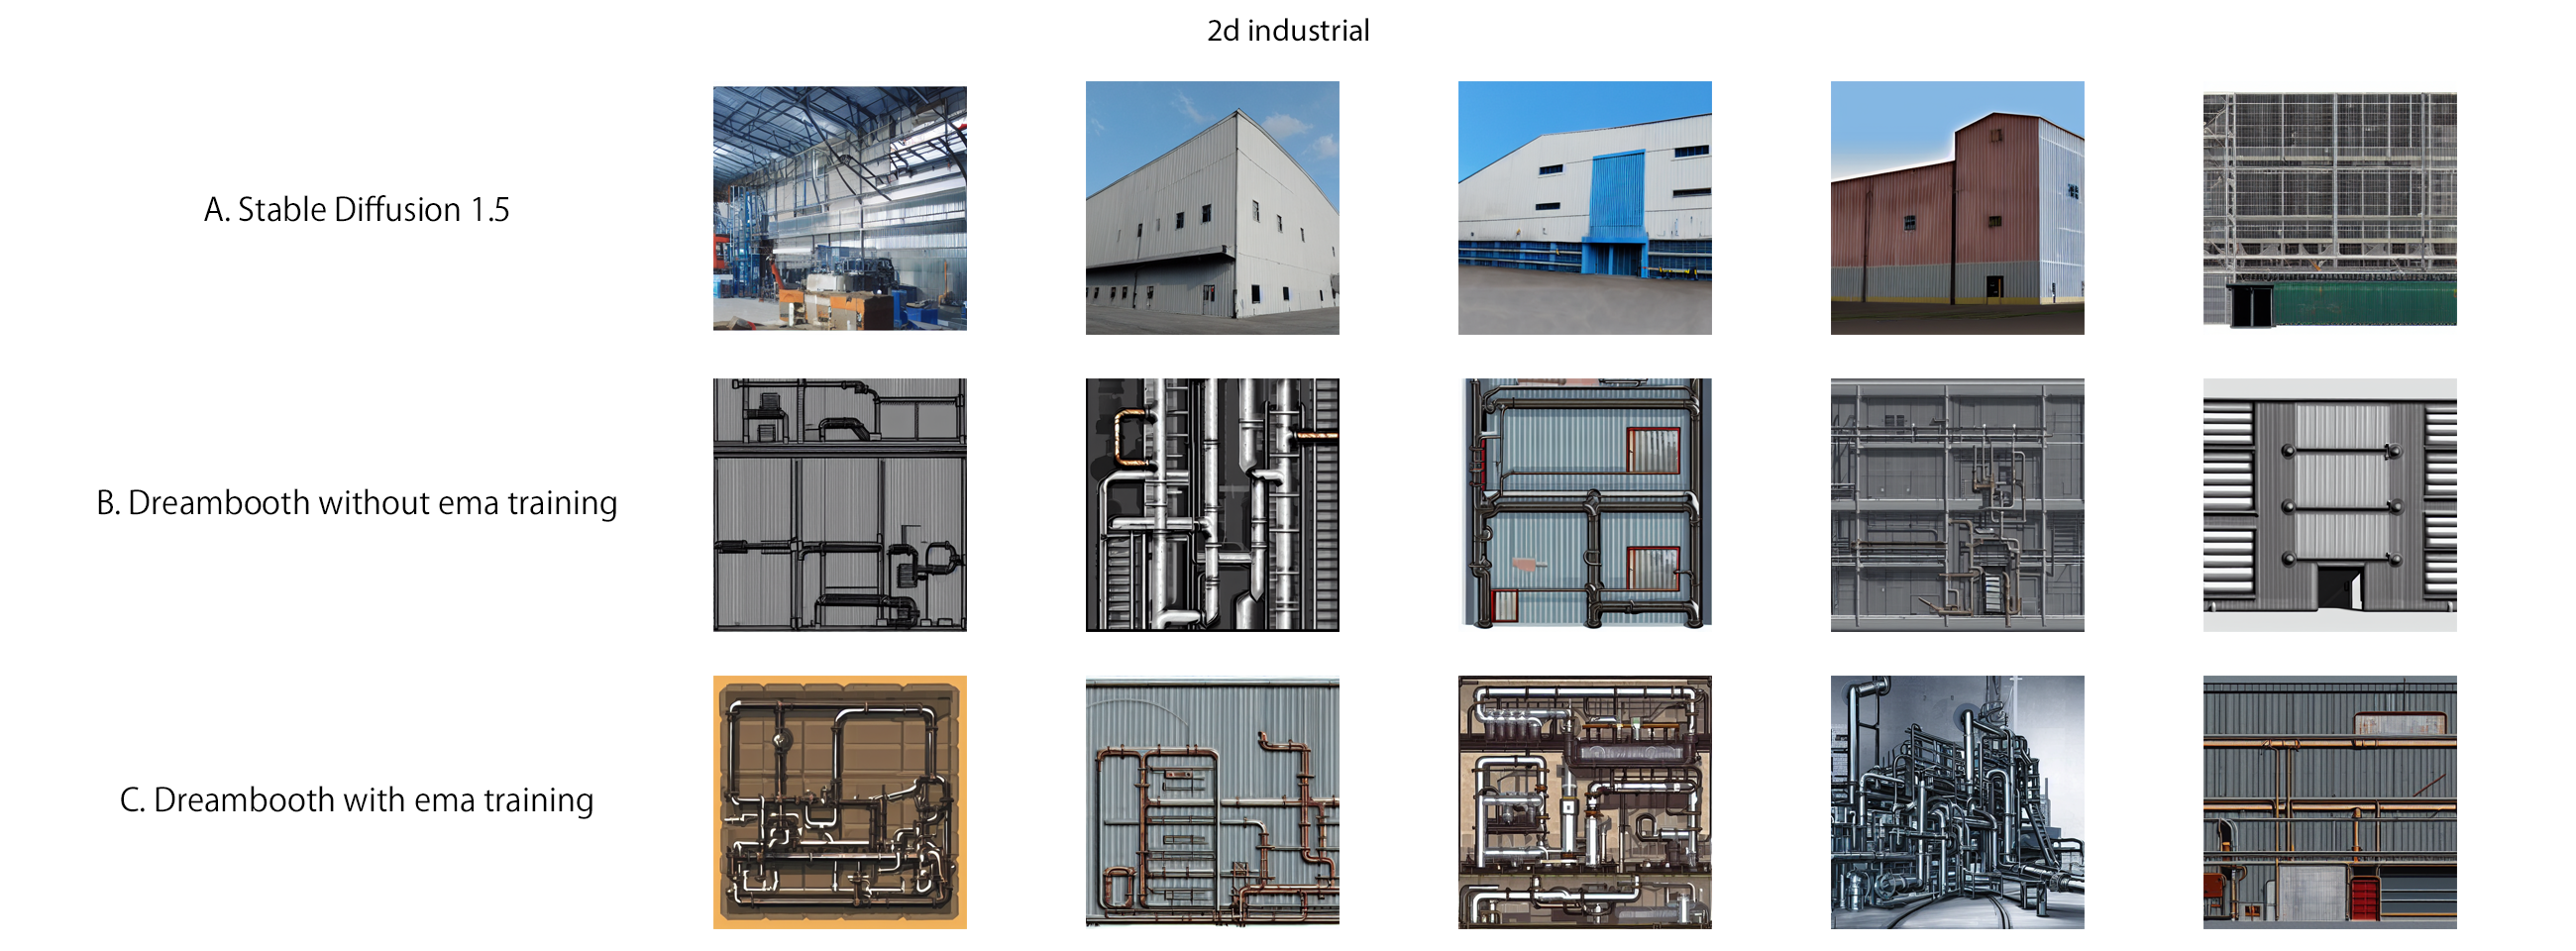 2d industrial
A. Stable Diffusion 1.5
B. Dreambooth without ema training
C. Dreambooth with ema training